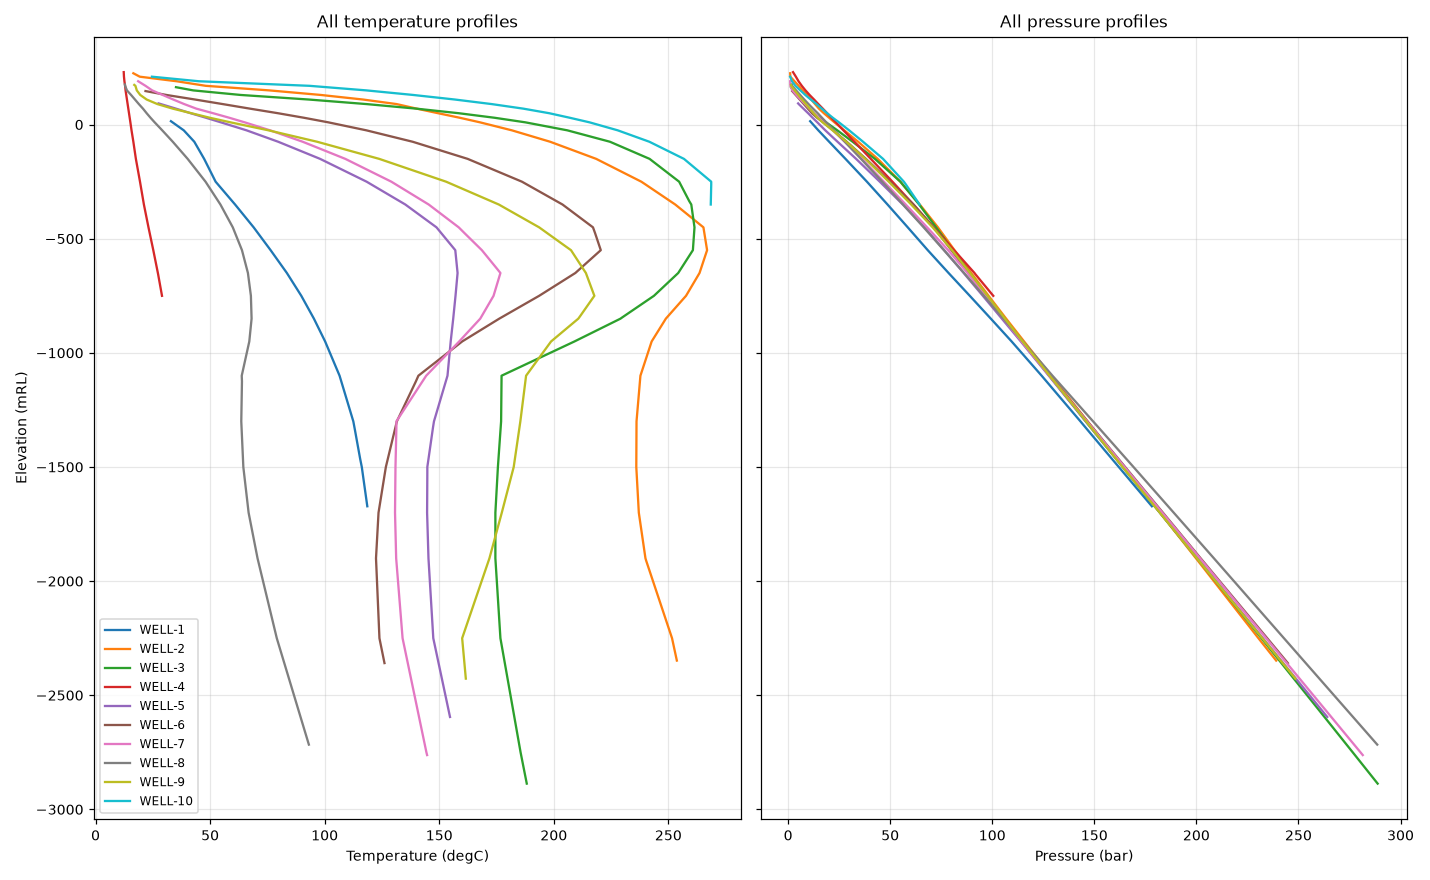 All temperature profiles
All pressure profiles
Elevation (mRL)
0
−500
−1000
−1500
−2000
−2500
−3000
WELL-1
WELL-2
WELL-3
WELL-4
WELL-5
WELL-6
WELL-7
WELL-8
WELL-9
WELL-10
0 50 100 150 200 250
Temperature (degC)
0 50 100 150 200 250 300
Pressure (bar)